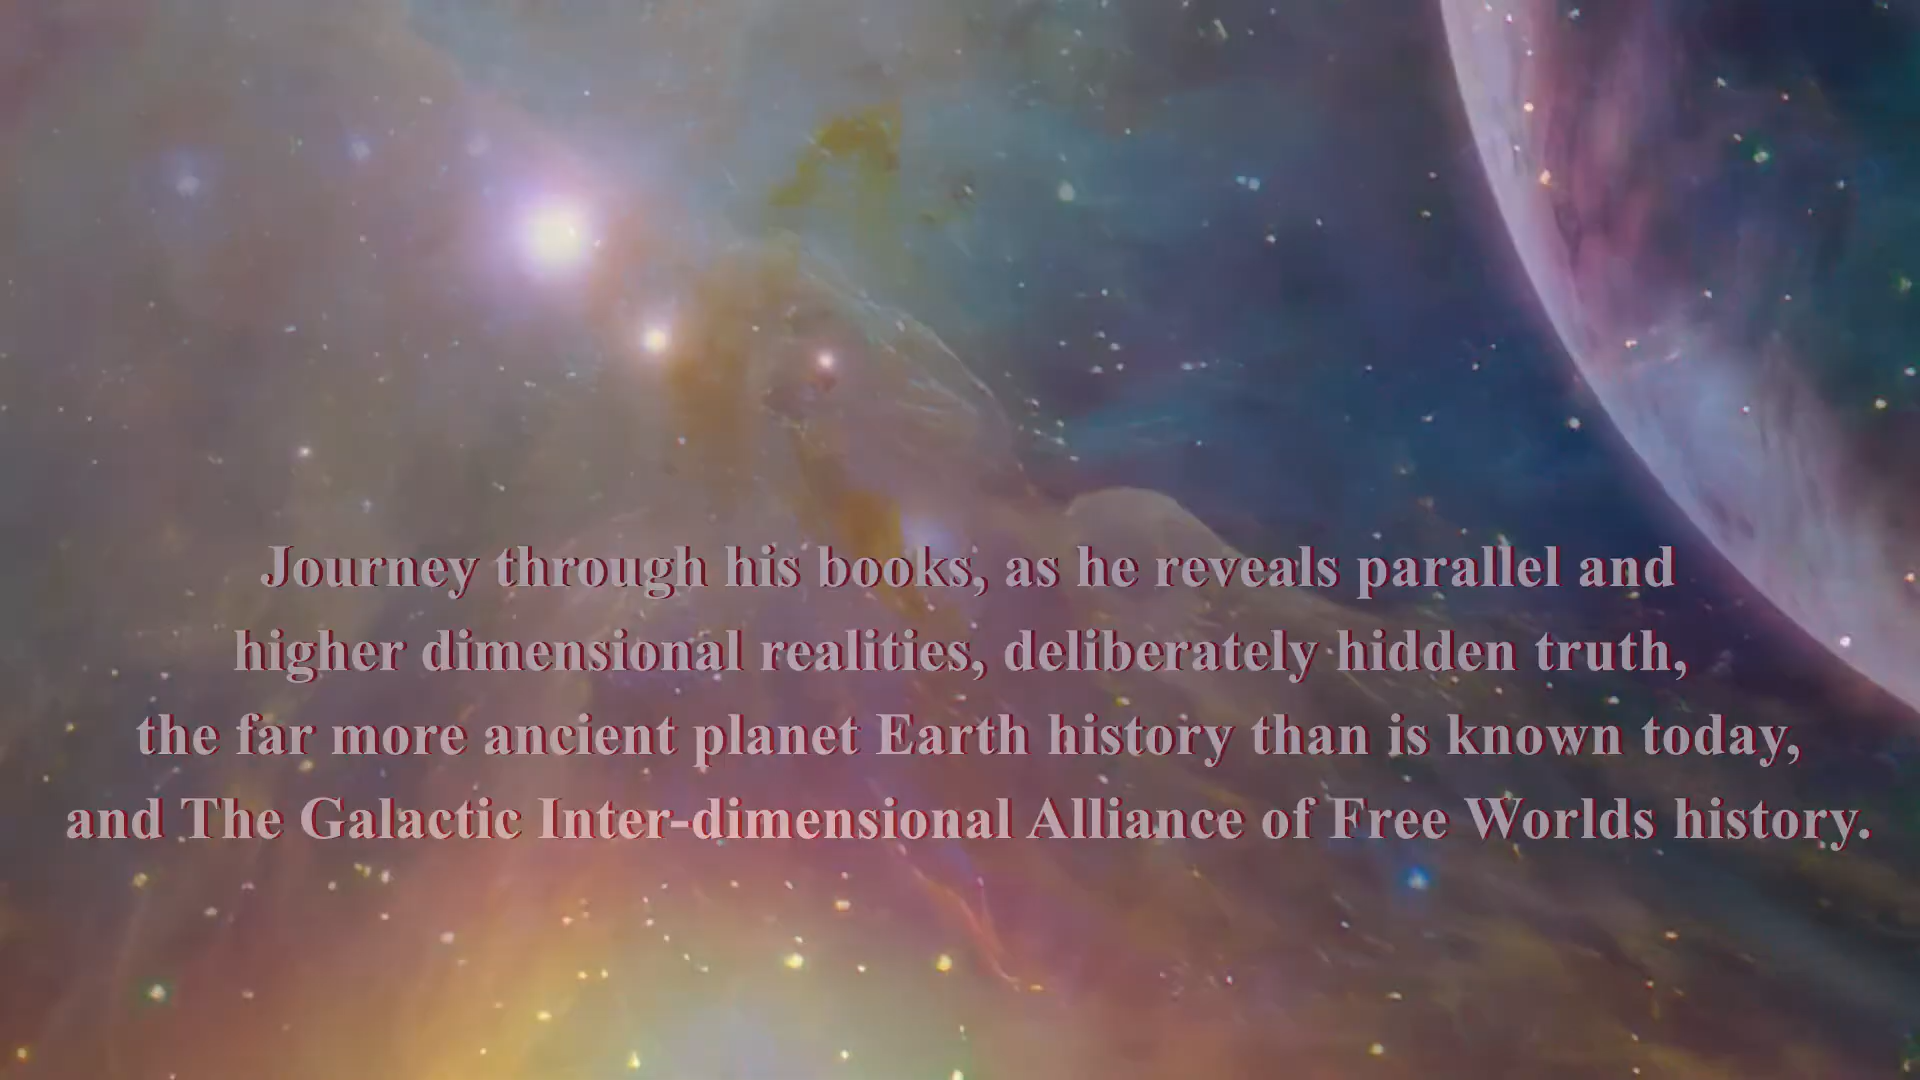 Journey through his books, as he reveals parallel and
higher dimensional realities, deliberately hidden truth,
the far more ancient planet Earth history than is known today,
and The Galactic Inter-dimensional Alliance of Free Worlds history.